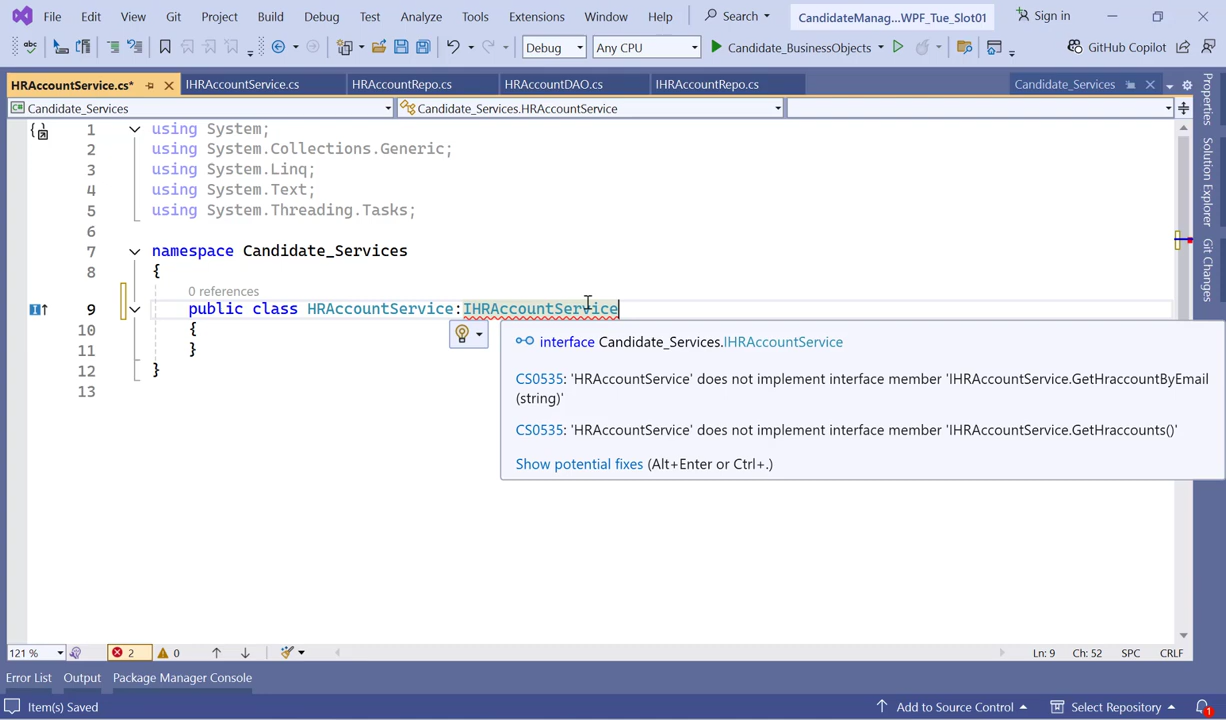 File Edit View Git Project Build Debug Test Analyze Tools Extensions Window Help Search CandidateManag...WPF_Tue_Slot01 Sign in
Debug Any CPU Candidate_BusinessObjects GitHub Copilot
HRAccountService.cs* IHRAccountService.cs HRAccountRepo.cs HRAccountDAO.cs IHRAccountRepo.cs Candidate_Services
Candidate_Services Candidate_Services.HRAccountService
1 using System;
2 using System.Collections.Generic;
3 using System.Linq;
4 using System.Text;
5 using System.Threading.Tasks;
6
7 namespace Candidate_Services
8 {
0 references
9 public class HRAccountService:IHRAccountService
10 {
11 }
12 }
13
interface Candidate_Services.IHRAccountService
CS0535: 'HRAccountService' does not implement interface member 'IHRAccountService.GetHraccountByEmail
(string)'
CS0535: 'HRAccountService' does not implement interface member 'IHRAccountService.GetHraccounts()'
Show potential fixes (Alt+Enter or Ctrl+.)
Properties
Solution Explorer
Git Changes
121 % 2 0 Ln: 9 Ch: 52 SPC CRLF
Error List Output Package Manager Console
Item(s) Saved Add to Source Control Select Repository 1